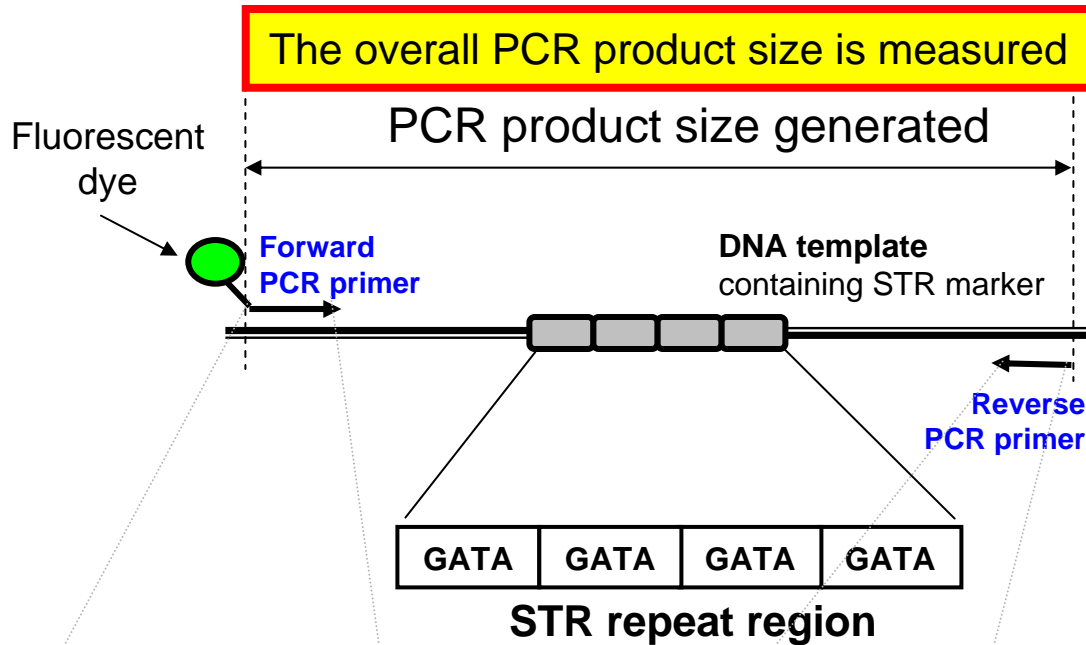 The overall PCR product size is measured
PCR product size generated
Fluorescent
dye
Forward
PCR primer
DNA template
containing STR marker
Reverse
PCR primer
GATA GATA GATA GATA
STR repeat region